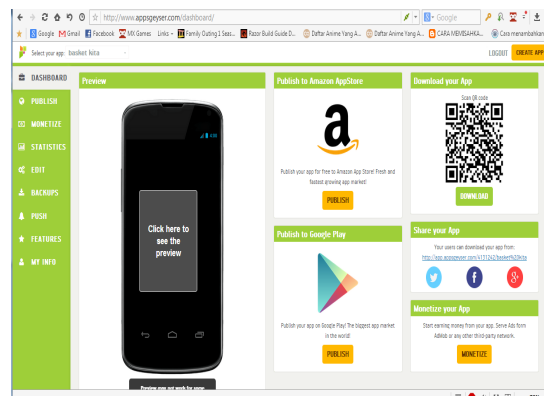 http://www.appsgeyser.com/dashboard/
Google
Google Gmail Facebook MX Games Links Family Outing 1 Seas... Razor Build Guide D... Daftar Anime Yang A... Daftar Anime Yang A... CARA MEMISAHKA... Cara menambahkan
Select your app: basket kita
LOGOUT CREATE APP
DASHBOARD
PUBLISH
MONETIZE
STATISTICS
EDIT
BACKUPS
PUSH
FEATURES
MY INFO
Preview
Click here to
see the
preview
Publish to Amazon AppStore
a
Publish your app for free to Amazon App Store! Fresh and
fastest growing app market!
PUBLISH
Publish to Google Play
Publish your app on Google Play! The biggest app market
in the world!
PUBLISH
Download your App
Scan QR code
DOWNLOAD
Share your App
Your users can download your app from:
Monetize your App
Start earning money from your app. Serve Ads form
AdMob or any other third-party network.
MONETIZE